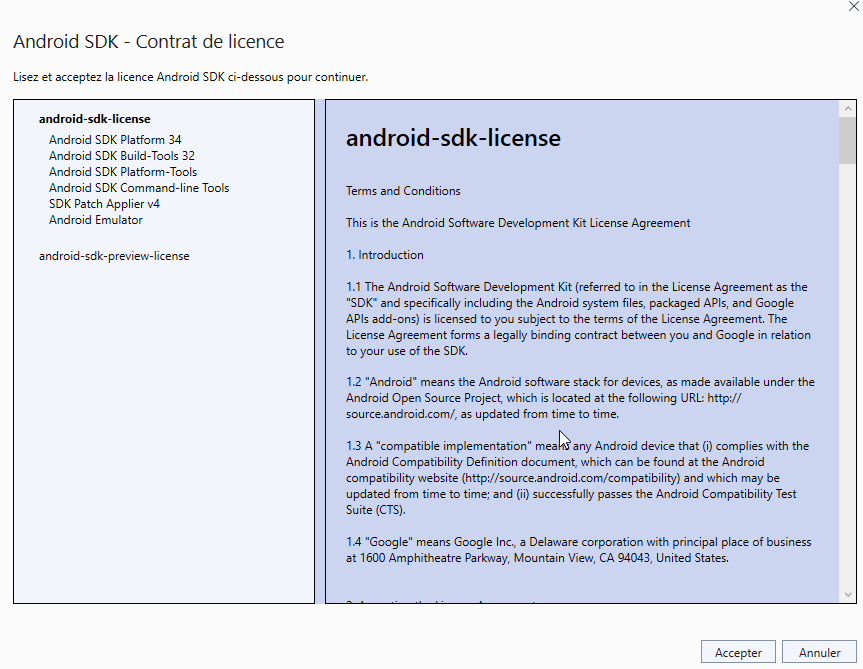 Android SDK - Contrat de licence
Lisez et acceptez la licence Android SDK ci-dessous pour continuer.
android-sdk-license
Android SDK Platform 34
Android SDK Build-Tools 32
Android SDK Platform-Tools
Android SDK Command-line Tools
SDK Patch Applier v4
Android Emulator
android-sdk-preview-license
android-sdk-license
Terms and Conditions
This is the Android Software Development Kit License Agreement
1. Introduction
1.1 The Android Software Development Kit (referred to in the License Agreement as the
"SDK" and specifically including the Android system files, packaged APIs, and Google
APIs add-ons) is licensed to you subject to the terms of the License Agreement. The
License Agreement forms a legally binding contract between you and Google in relation
to your use of the SDK.
1.2 "Android" means the Android software stack for devices, as made available under the
Android Open Source Project, which is located at the following URL: http://
source.android.com/, as updated from time to time.
1.3 A "compatible implementation" means any Android device that (i) complies with the
Android Compatibility Definition document, which can be found at the Android
compatibility website (http://source.android.com/compatibility) and which may be
updated from time to time; and (ii) successfully passes the Android Compatibility Test
Suite (CTS).
1.4 "Google" means Google Inc., a Delaware corporation with principal place of business
at 1600 Amphitheatre Parkway, Mountain View, CA 94043, United States.
Accepter
Annuler